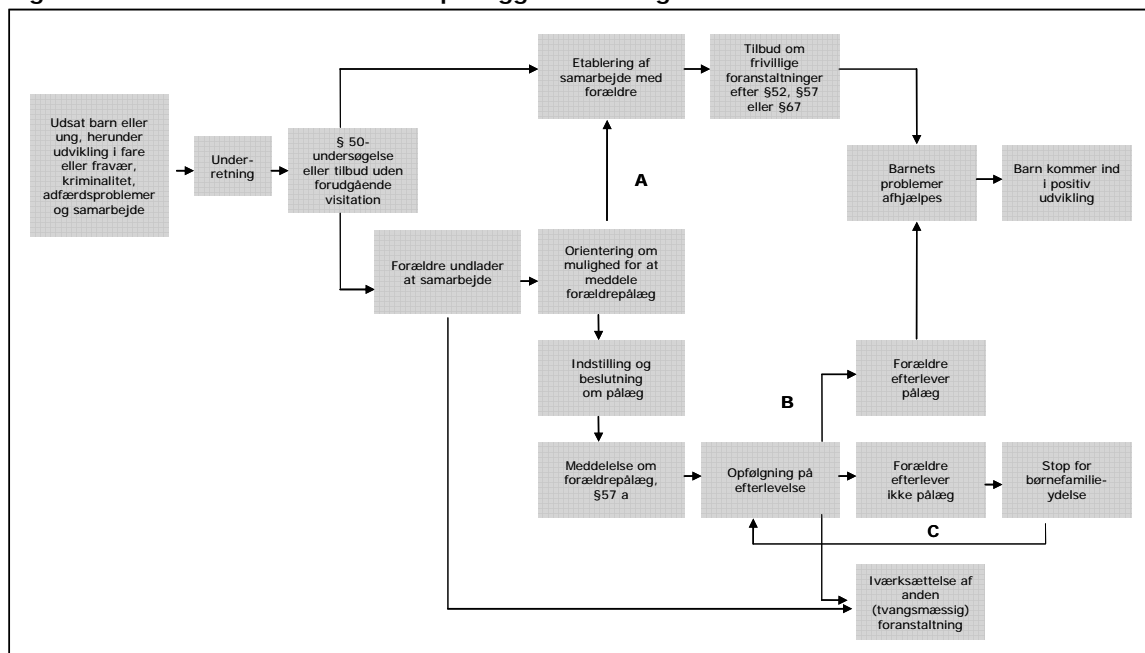 Etablering af
samarbejde med
forældre
Tilbud om
frivillige
foranstaltninger
efter §52, §57
eller §67
Udsat barn eller
ung, herunder
udvikling i fare
eller fravær,
kriminalitet,
adfærdsproblemer
og samarbejde
Under-
retning
§ 50-
undersøgelse
eller tilbud uden
forudgående
visitation
A
Barnets
problemer
afhjælpes
Barn kommer ind
i positiv
udvikling
Forældre undlader
at samarbejde
Orientering om
mulighed for at
meddele
forældrepålæg
Indstilling og
beslutning
om pålæg
B
Forældre
efterlever
pålæg
Meddelelse om
forældrepålæg,
§57 a
Opfølgning på
efterlevelse
Forældre
efterlever
ikke pålæg
Stop for
børnefamilie-
ydelse
C
Iværksættelse af
anden
(tvangsmæssig)
foranstaltning